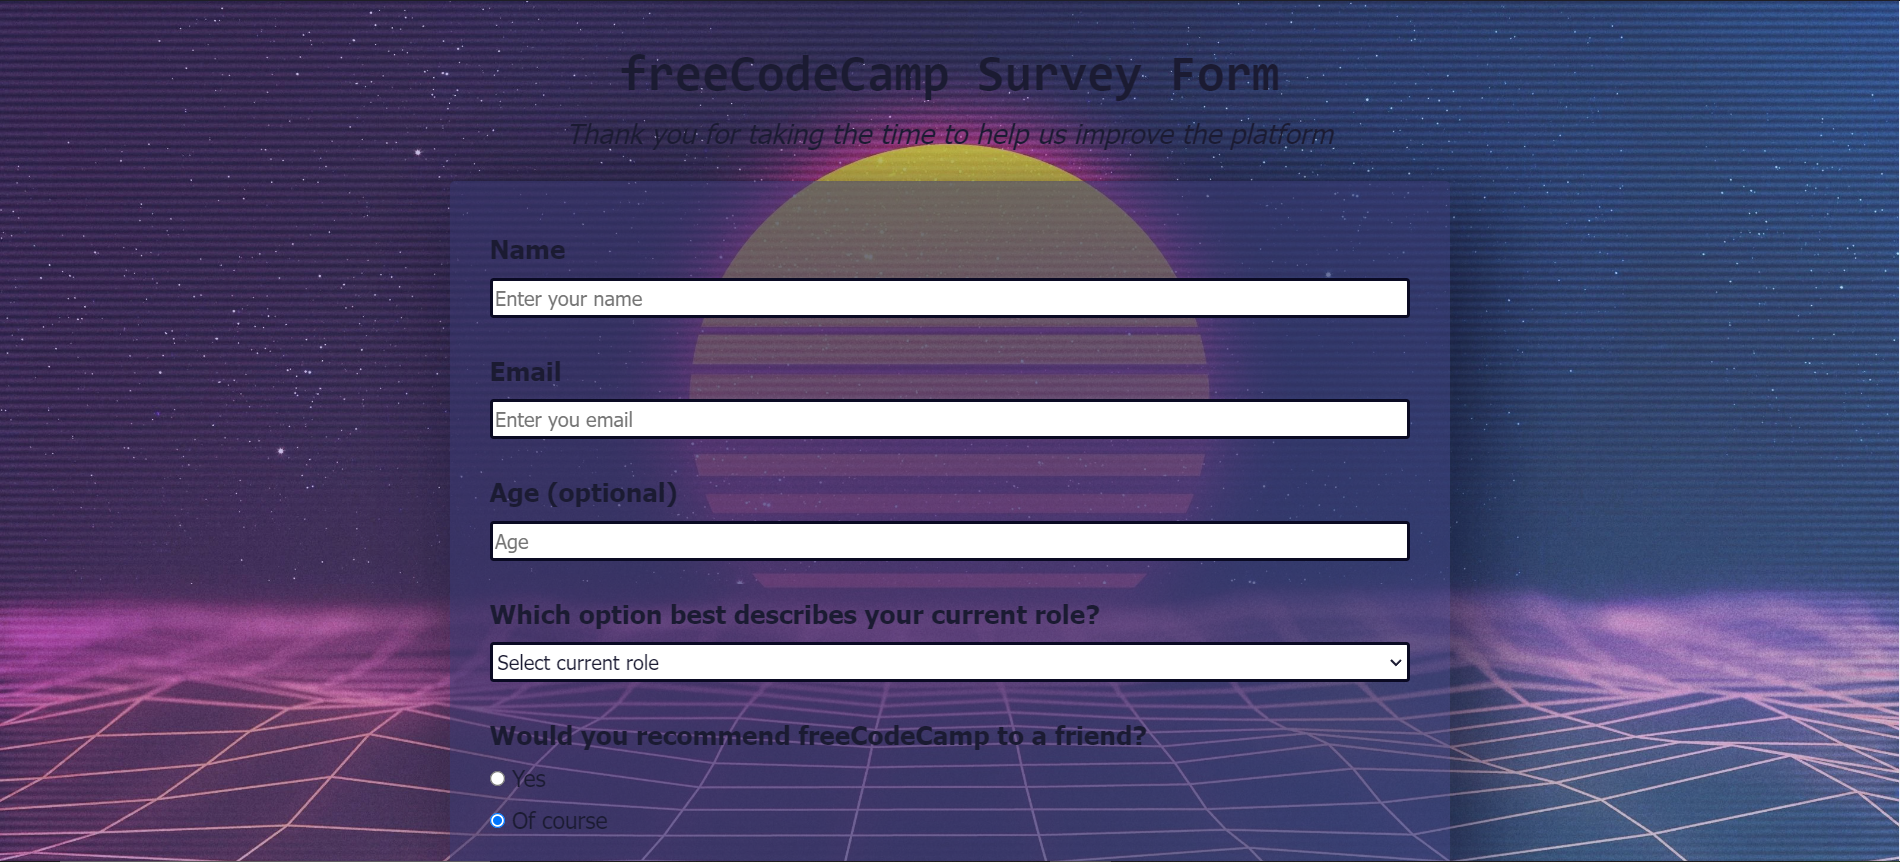 freeCodeCamp Survey Form
Thank you for taking the time to help us improve the platform
Name
Enter your name
Email
Enter you email
Age (optional)
Age
Which option best describes your current role?
Select current role
Would you recommend freeCodeCamp to a friend?
Yes
Of course